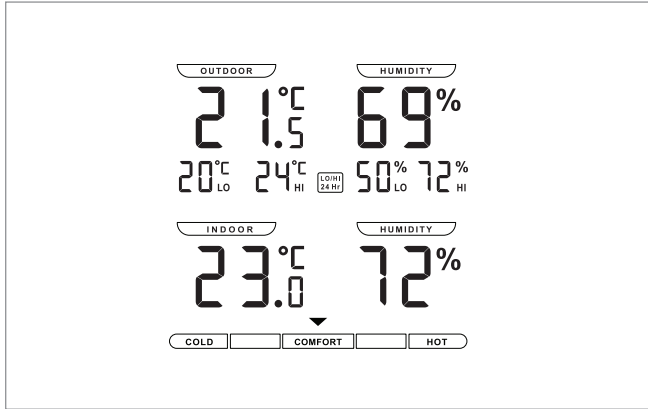 OUTDOOR HUMIDITY
21.5°C 69%
20°C LO 24°C HI LO/HI 24 Hr 50% LO 72% HI
INDOOR HUMIDITY
23.0°C 72%
COLD COMFORT HOT